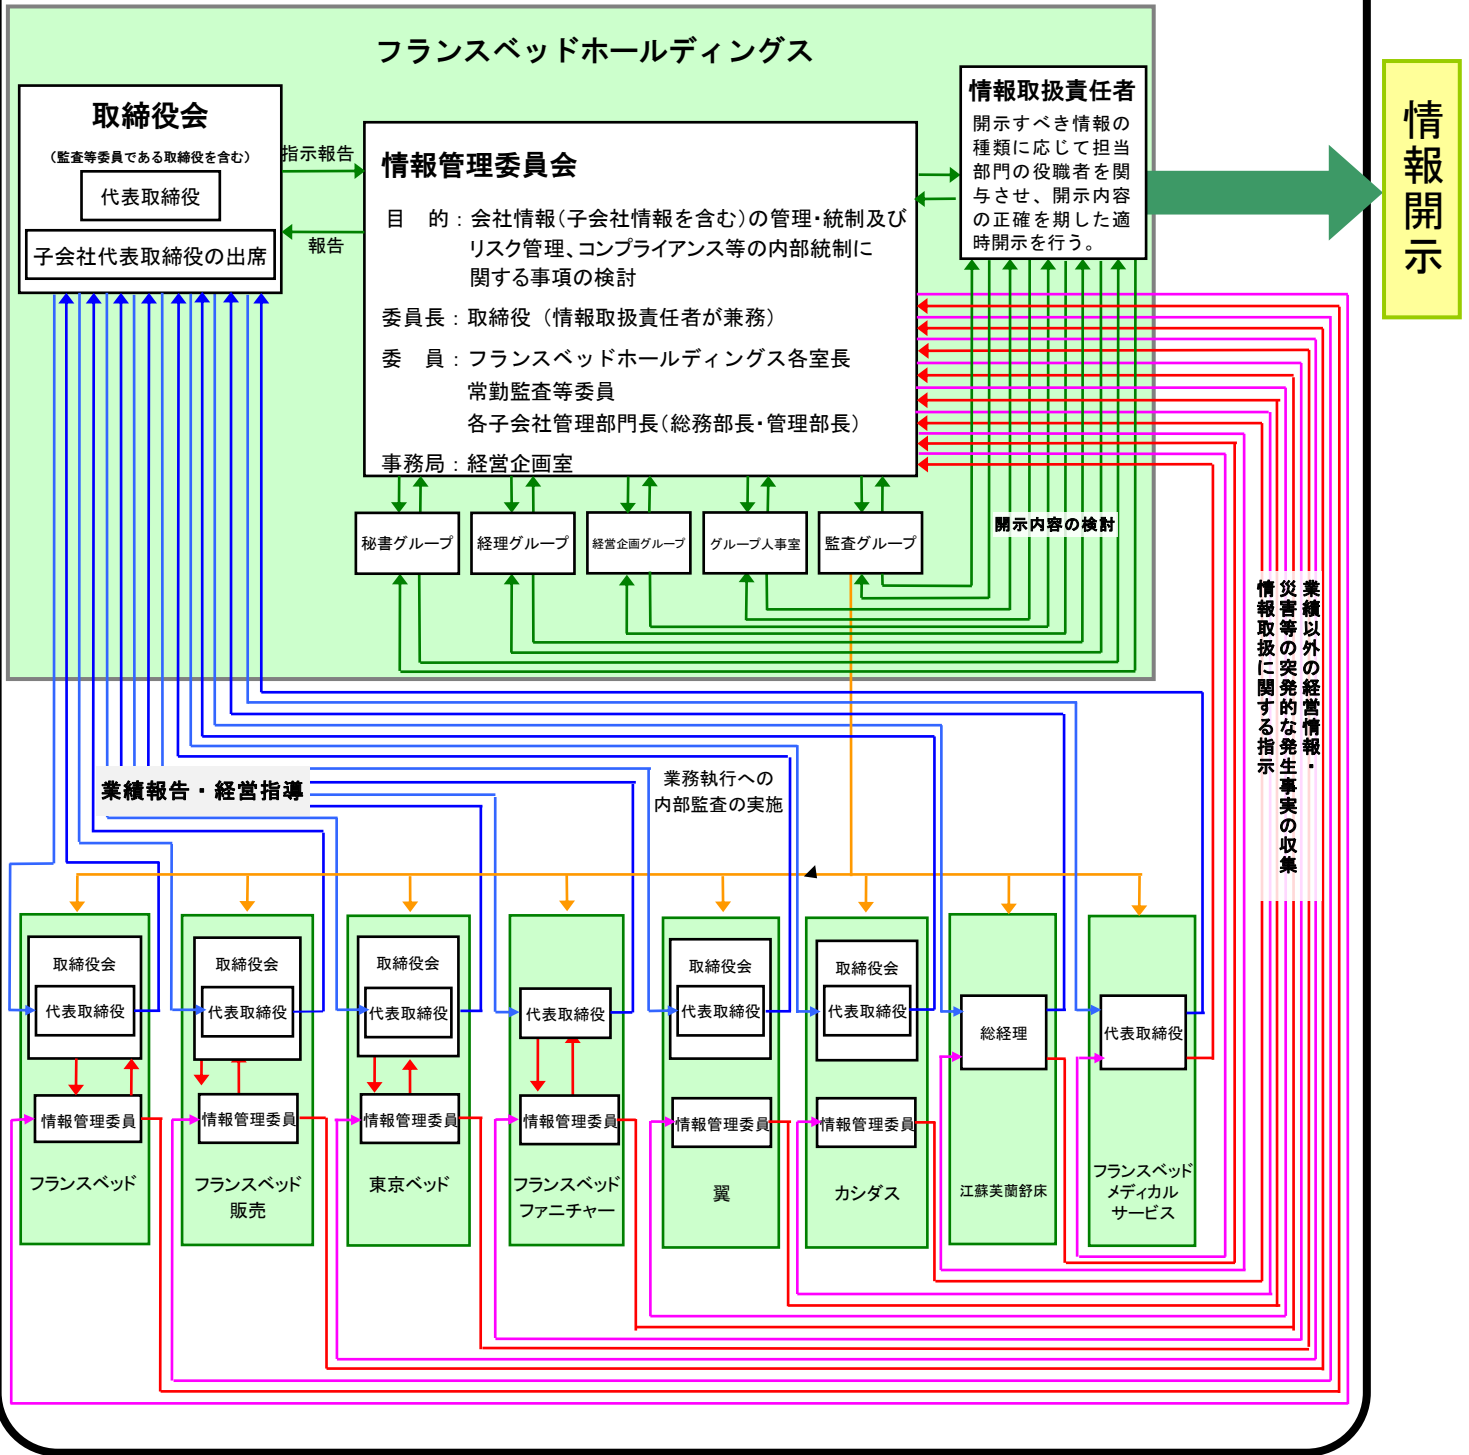 フランスベッドホールディングス
取締役会
（監査等委員である取締役を含む）
代表取締役
子会社代表取締役の出席
指示報告
報告
情報管理委員会
目　的：会社情報（子会社情報を含む）の管理・統制及び
リスク管理、コンプライアンス等の内部統制に
関する事項の検討
委員長：取締役（情報取扱責任者が兼務）
委　員：フランスベッドホールディングス各室長
常勤監査等委員
各子会社管理部門長（総務部長・管理部長）
事務局：経営企画室
情報取扱責任者
開示すべき情報の
種類に応じて担当
部門の役職者を関
与させ、開示内容
の正確を期した適
時開示を行う。
情報開示
秘書グループ
経理グループ
経営企画グループ
グループ人事室
監査グループ
開示内容の検討
業績以外の経営情報・
災害等の突発的な発生事実の収集
情報取扱に関する指示
業績報告・経営指導
業務執行への
内部監査の実施
取締役会
代表取締役
情報管理委員
フランスベッド
取締役会
代表取締役
情報管理委員
フランスベッド
販売
取締役会
代表取締役
情報管理委員
東京ベッド
代表取締役
情報管理委員
フランスベッド
ファニチャー
取締役会
代表取締役
情報管理委員
翼
取締役会
代表取締役
情報管理委員
カシダス
総経理
江蘇芙蘭舒床
代表取締役
フランスベッド
メディカル
サービス